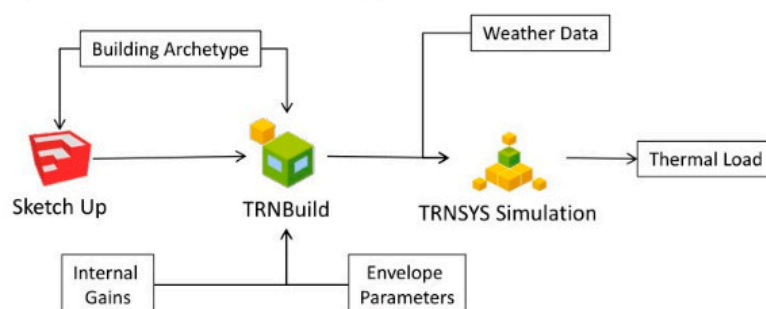 Building Archetype
Weather Data
Thermal Load
Sketch Up
TRNBuild
TRNSYS Simulation
Internal
Gains
Envelope
Parameters